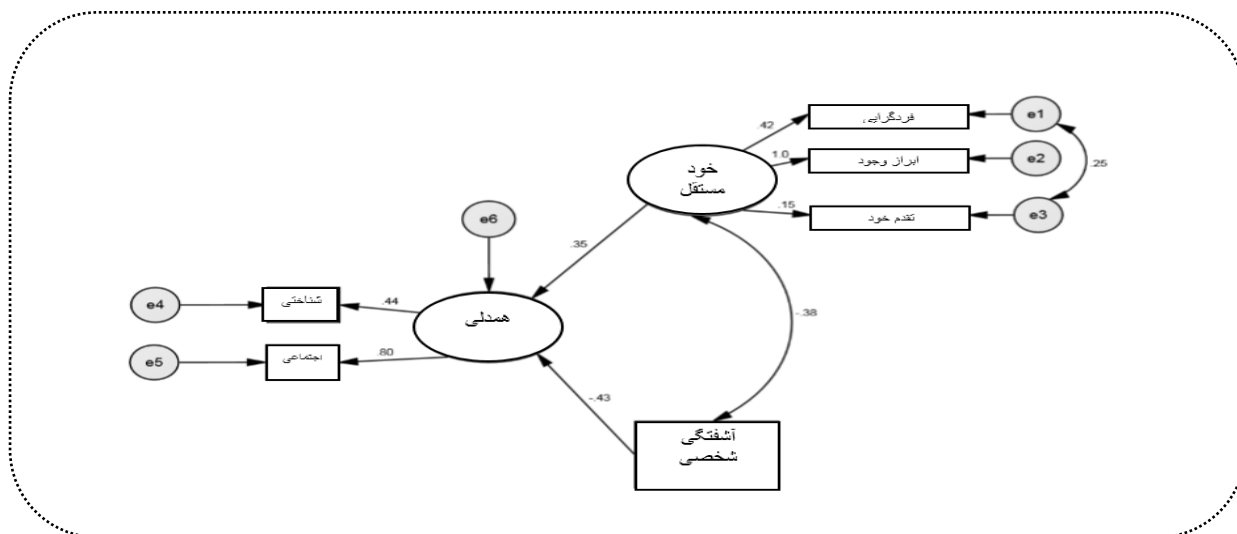 فردگرایی
e1
.42
ابراز وجود
e2
1.0
.25
خود
مستقل
تقدم خود
e3
.15
e6
.35
شناختی
e4
.44
همدلی
-.38
اجتماعی
e5
.80
-.43
آشفتگی
شخصی